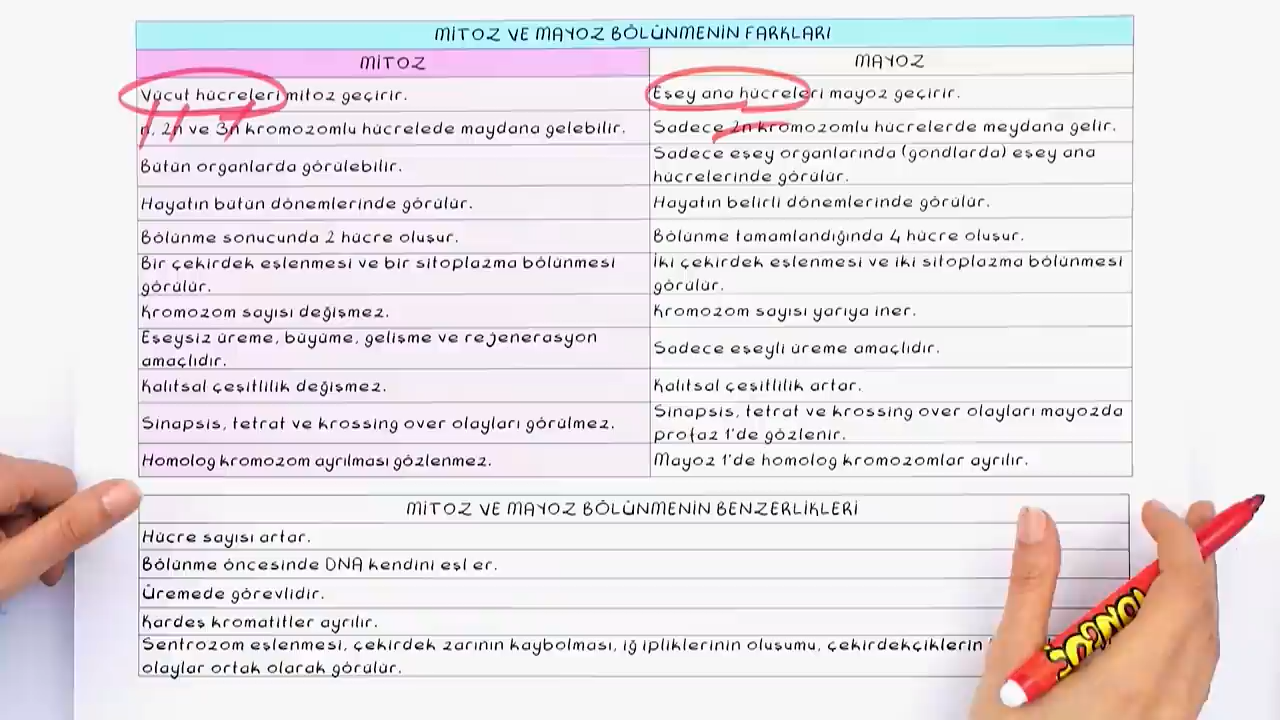 MİTOZ VE MAYOZ BÖLÜNMENİN FARKLARI
MİTOZ
MAYOZ
Vücut hücreleri mitoz geçirir.
Eşey ana hücreleri mayoz geçirir.
n, 2n ve 3n kromozomlu hücrelede maydana gelebilir.
Sadece 2n kromozomlu hücrelerde meydana gelir.
Bütün organlarda görülebilir.
Sadece eşey organlarında (gondlarda) eşey ana
hücrelerinde görülür.
Hayatın bütün dönemlerinde görülür.
Hayatın belirli dönemlerinde görülür.
Bölünme sonucunda 2 hücre oluşur.
Bölünme tamamlandığında 4 hücre oluşur.
Bir çekirdek eşlenmesi ve bir sitoplazma bölünmesi
görülür.
İki çekirdek eşlenmesi ve iki sitoplazma bölünmesi
görülür.
Kromozom sayısı değişmez.
Kromozom sayısı yarıya iner.
Eşeysiz üreme, büyüme, gelişme ve rejenerasyon
amaçlıdır.
Sadece eşeyli üreme amaçlıdır.
Kalıtsal çeşitlilik değişmez.
Kalıtsal çeşitlilik artar.
Sinapsis, tetrat ve krossing over olayları görülmez.
Sinapsis, tetrat ve krossing over olayları mayozda
profaz 1'de gözlenir.
Homolog kromozom ayrılması gözlenmez.
Mayoz 1'de homolog kromozomlar ayrılır.
MİTOZ VE MAYOZ BÖLÜNMENİN BENZERLİKLERİ
Hücre sayısı artar.
Bölünme öncesinde DNA kendini eşl er.
Üremede görevlidir.
Kardeş kromatitler ayrılır.
Sentrozom eşlenmesi, çekirdek zarının kaybolması, iğ ipliklerinin oluşumu, çekirdekçiklerin
olaylar ortak olarak görülür.